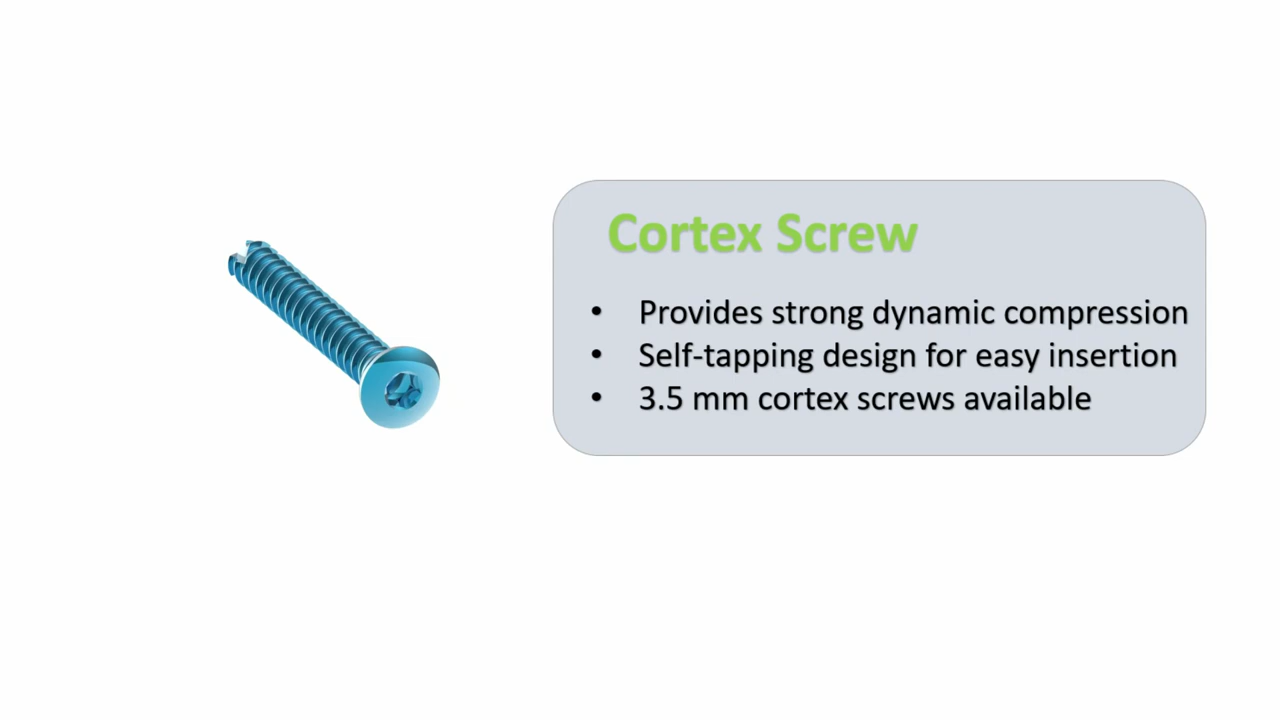 Cortex Screw
• Provides strong dynamic compression
• Self-tapping design for easy insertion
• 3.5 mm cortex screws available